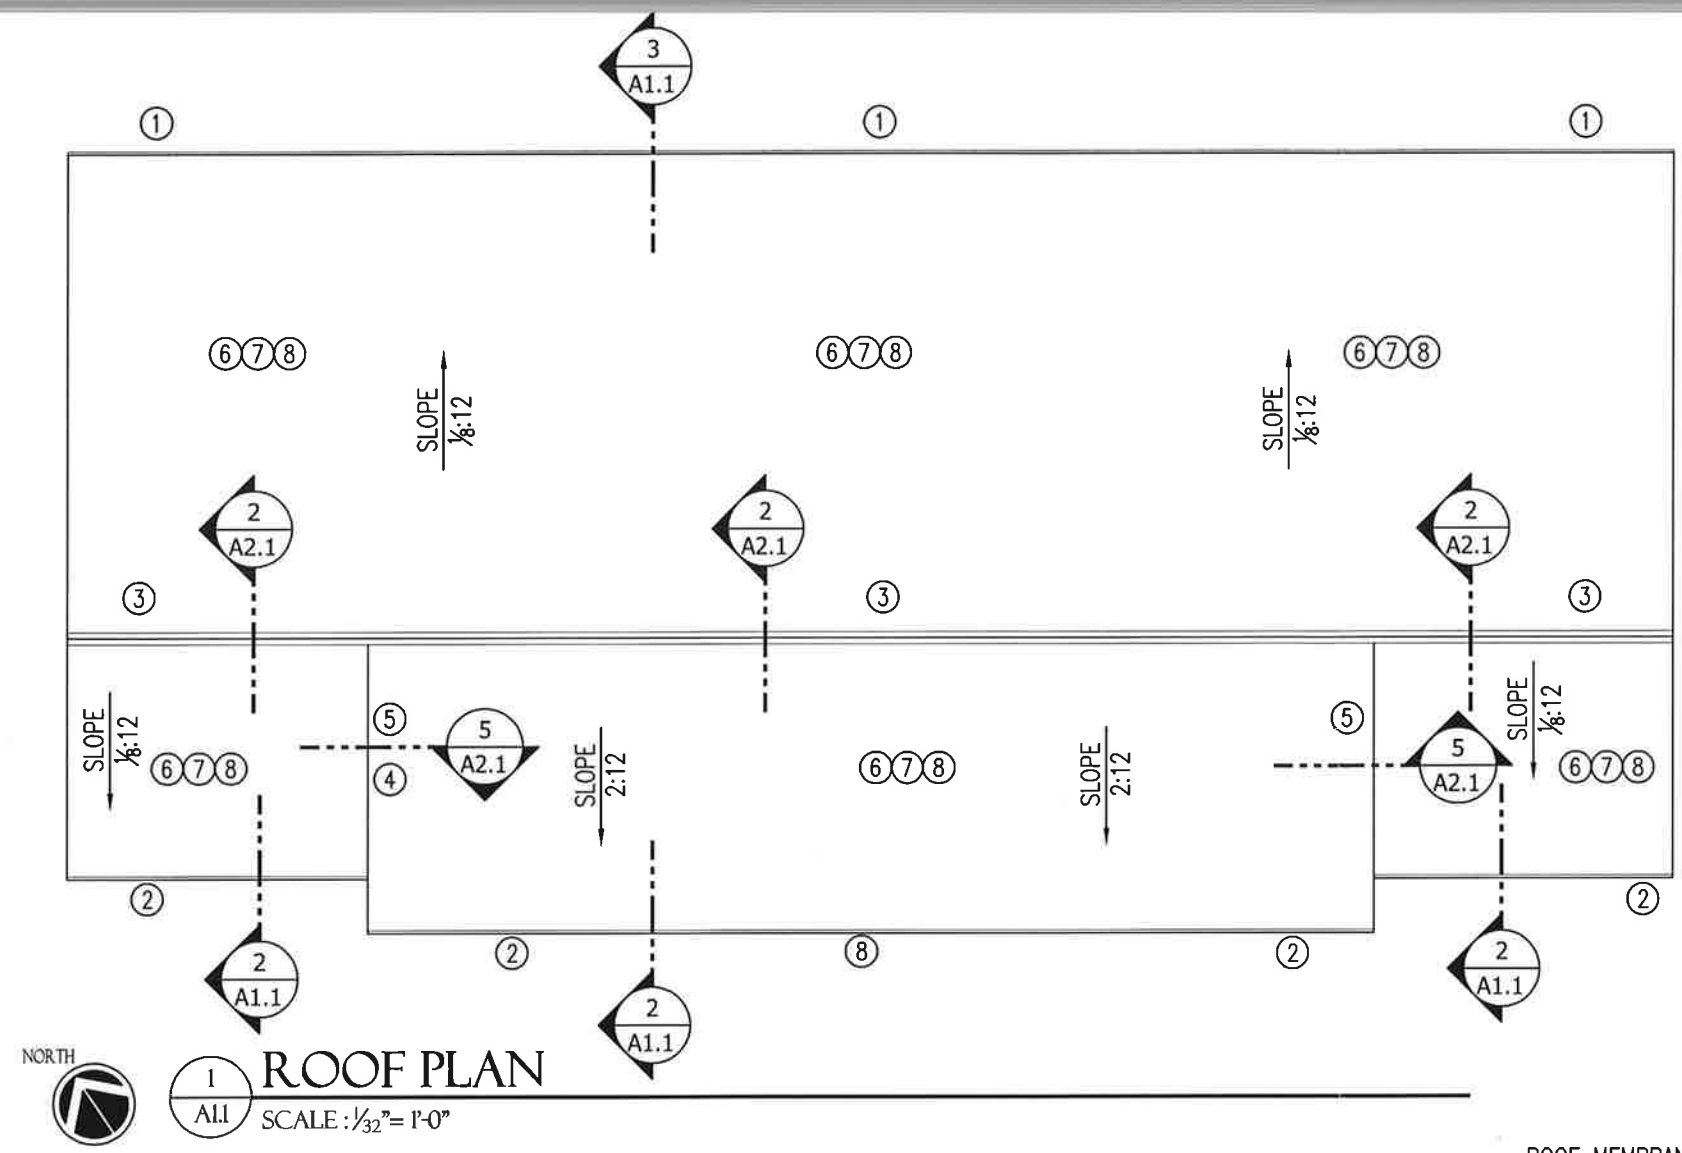 3
A1.1
1
1
1
6 7 8
6 7 8
6 7 8
SLOPE
⅛:12
SLOPE
⅛:12
2
A2.1
2
A2.1
2
A2.1
3
3
3
SLOPE
⅛:12
6 7 8
5
4
5
A2.1
SLOPE
2:12
6 7 8
SLOPE
2:12
5
5
A2.1
SLOPE
⅛:12
6 7 8
2
2
2
8
2
2
A1.1
2
A1.1
2
A1.1
NORTH
1
A1.1
ROOF PLAN
SCALE : 1/32"= 1'-0"